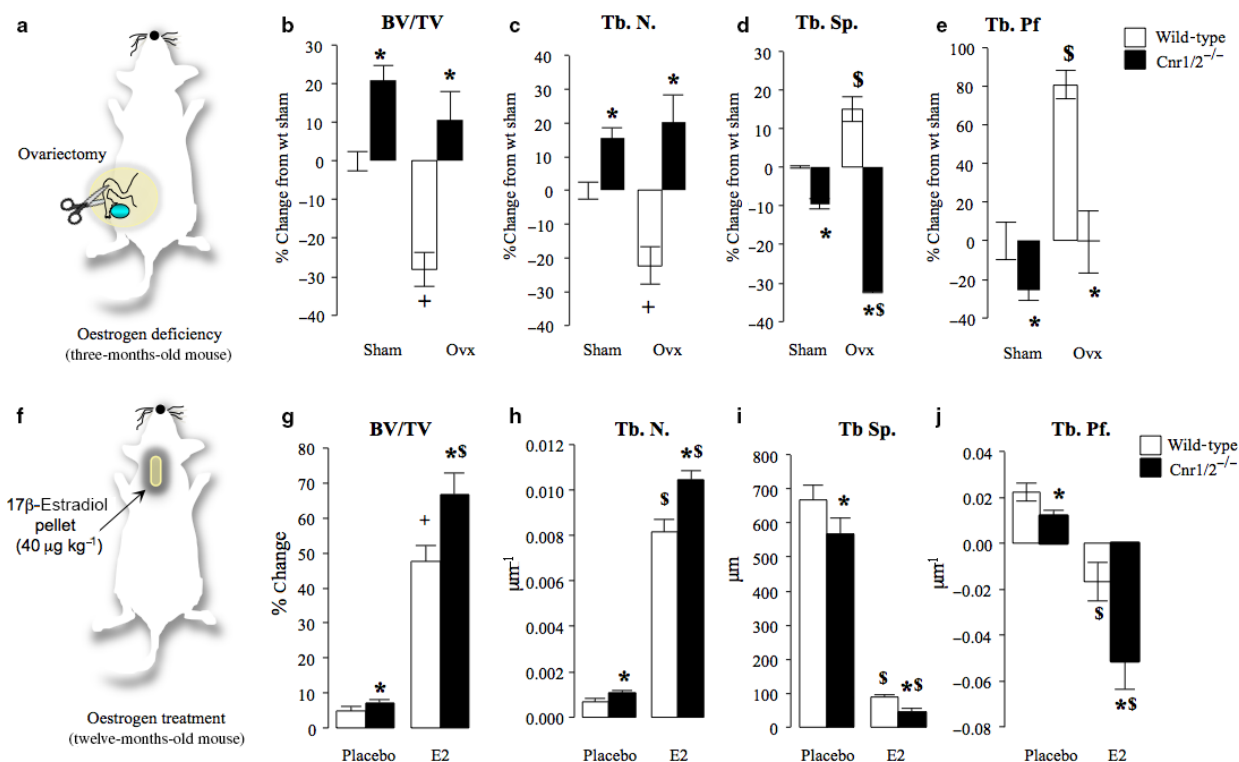 a
Ovariectomy
Oestrogen deficiency
(three-months-old mouse)
b
BV/TV
% Change from wt sham
30
20
10
0
−10
−20
−30
−40
*
*
+
Sham
Ovx
c
Tb. N.
%Change from wt sham
40
30
20
10
0
−10
−20
−30
−40
*
*
+
Sham
Ovx
d
Tb. Sp.
% Change from wt sham
30
20
10
0
−10
−20
−30
−40
$
*
*$
Sham
Ovx
e
Tb. Pf
% Change from wt sham
100
80
60
40
20
0
−20
−40
$
*
*
Sham
Ovx
Wild-type
Cnr1/2−/−
f
17β-Estradiol
pellet
(40 µg kg−1)
Oestrogen treatment
(twelve-months-old mouse)
g
BV/TV
% Change
80
70
60
50
40
30
20
10
0
*
+
*$
Placebo
E2
h
Tb. N.
µm−1
0.012
0.010
0.008
0.006
0.004
0.002
0.000
*
$
*$
Placebo
E2
i
Tb Sp.
µm
800
700
600
500
400
300
200
100
0
*
$
*$
Placebo
E2
j
Tb. Pf.
µm−1
0.04
0.02
0.00
−0.02
−0.04
−0.06
−0.08
*
$
*$
Placebo
E2
Wild-type
Cnr1/2−/−